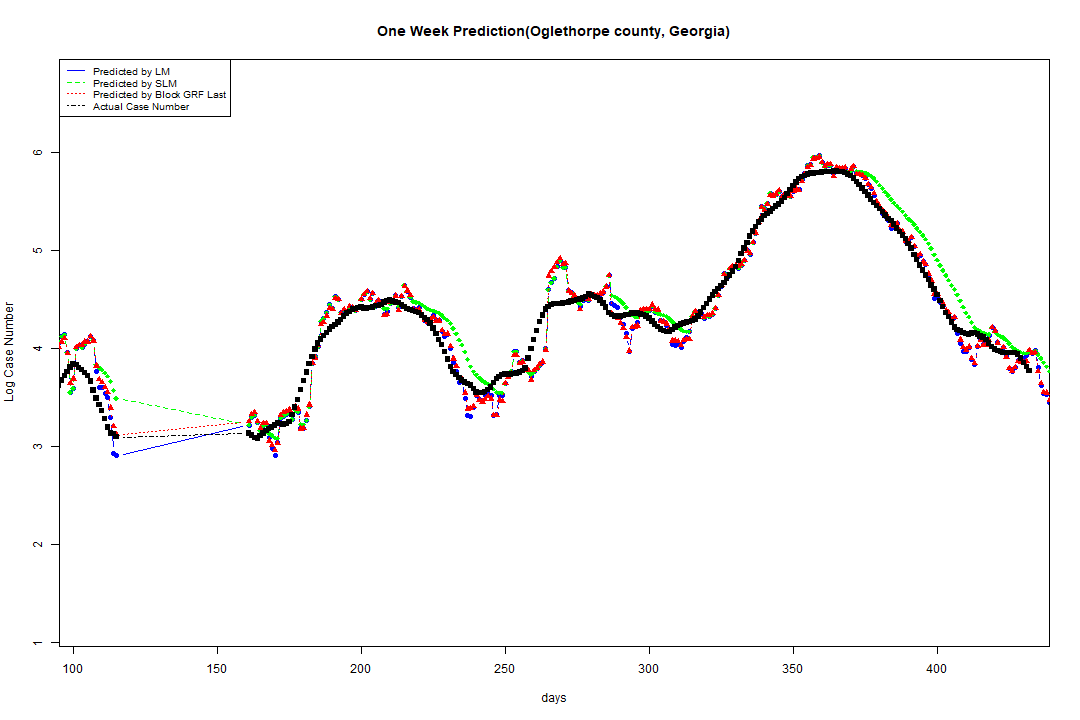 One Week Prediction(Oglethorpe county, Georgia)
Predicted by LM
Predicted by SLM
Predicted by Block GRF Last
Actual Case Number
6
5
4
3
2
1
Log Case Number
100 150 200 250 300 350 400
days